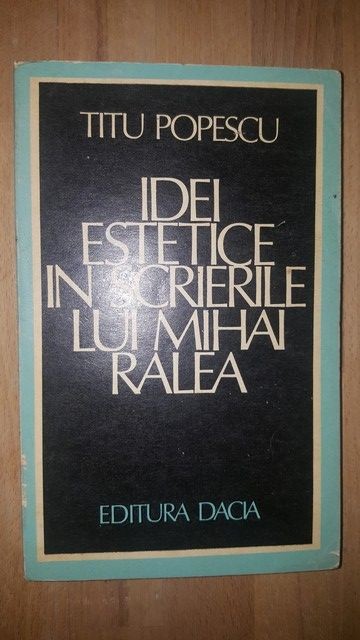 TITU POPESCU
IDEI
ESTETICE
IN SCRIERILE
LUI MIHAI
RALEA
EDITURA DACIA